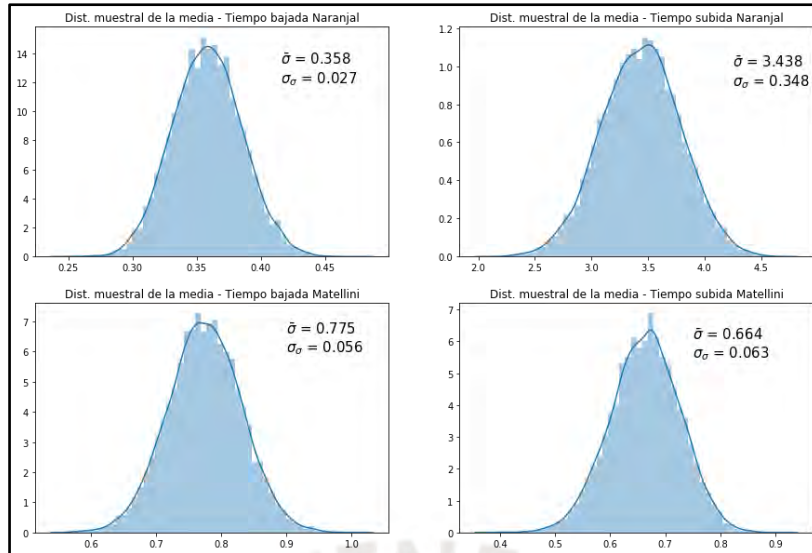 Dist. muestral de la media - Tiempo bajada Naranjal
14
12
10
8
6
4
2
0
0.25 0.30 0.35 0.40 0.45
σ̄ = 0.358
σσ = 0.027
Dist. muestral de la media - Tiempo subida Naranjal
1.2
1.0
0.8
0.6
0.4
0.2
0.0
2.0 2.5 3.0 3.5 4.0 4.5
σ̄ = 3.438
σσ = 0.348
Dist. muestral de la media - Tiempo bajada Matellini
7
6
5
4
3
2
1
0
0.6 0.7 0.8 0.9 1.0
σ̄ = 0.775
σσ = 0.056
Dist. muestral de la media - Tiempo subida Matellini
7
6
5
4
3
2
1
0
0.4 0.5 0.6 0.7 0.8 0.9
σ̄ = 0.664
σσ = 0.063